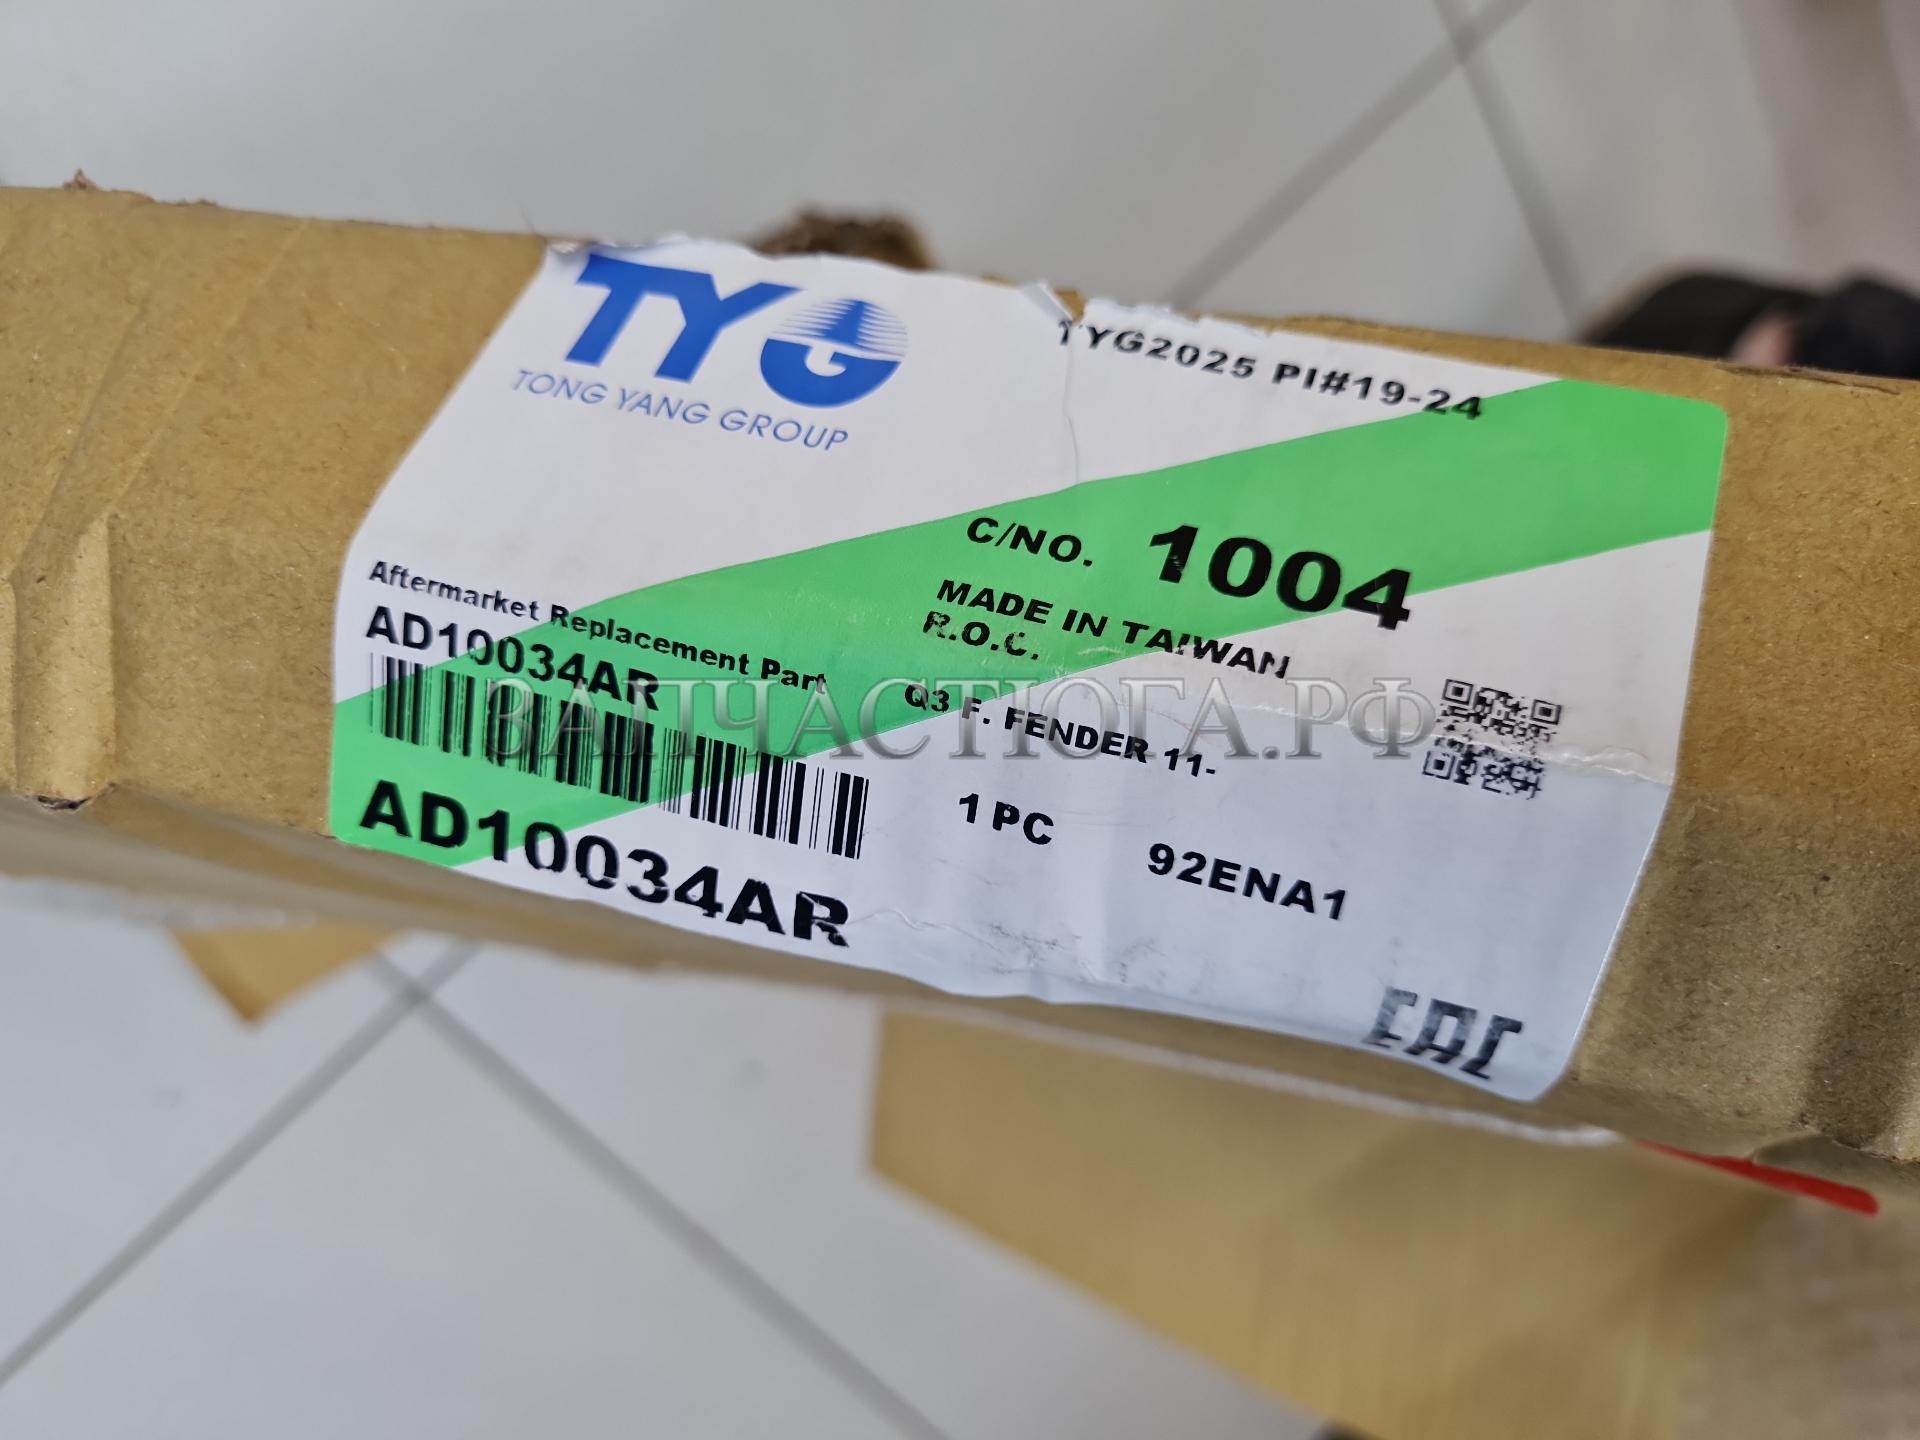 TYG
TONG YANG GROUP
TYG2025 PI#19-24
C/NO. 1004
MADE IN TAIWAN
R.O.C.
Aftermarket Replacement Part
AD10034AR
AD10034AR
Q3 F. FENDER 11-
1 PC 92ENA1
EAC
ЗАПЧАСТЮГА.РФ